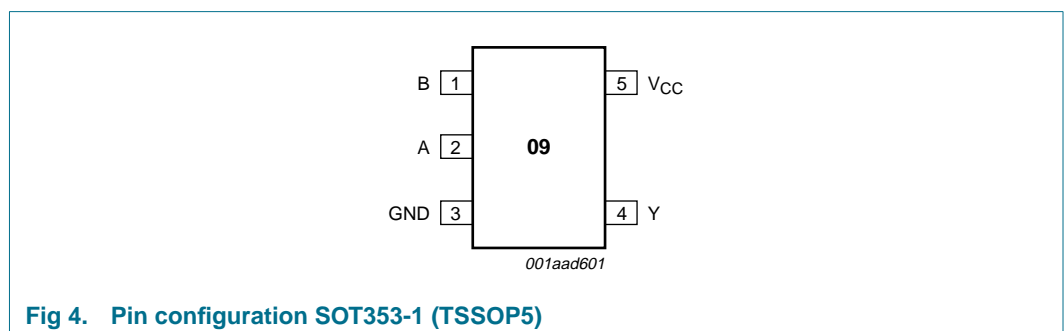 B 1 5 VCC
A 2 09
GND 3 4 Y
001aad601
Fig 4. Pin configuration SOT353-1 (TSSOP5)